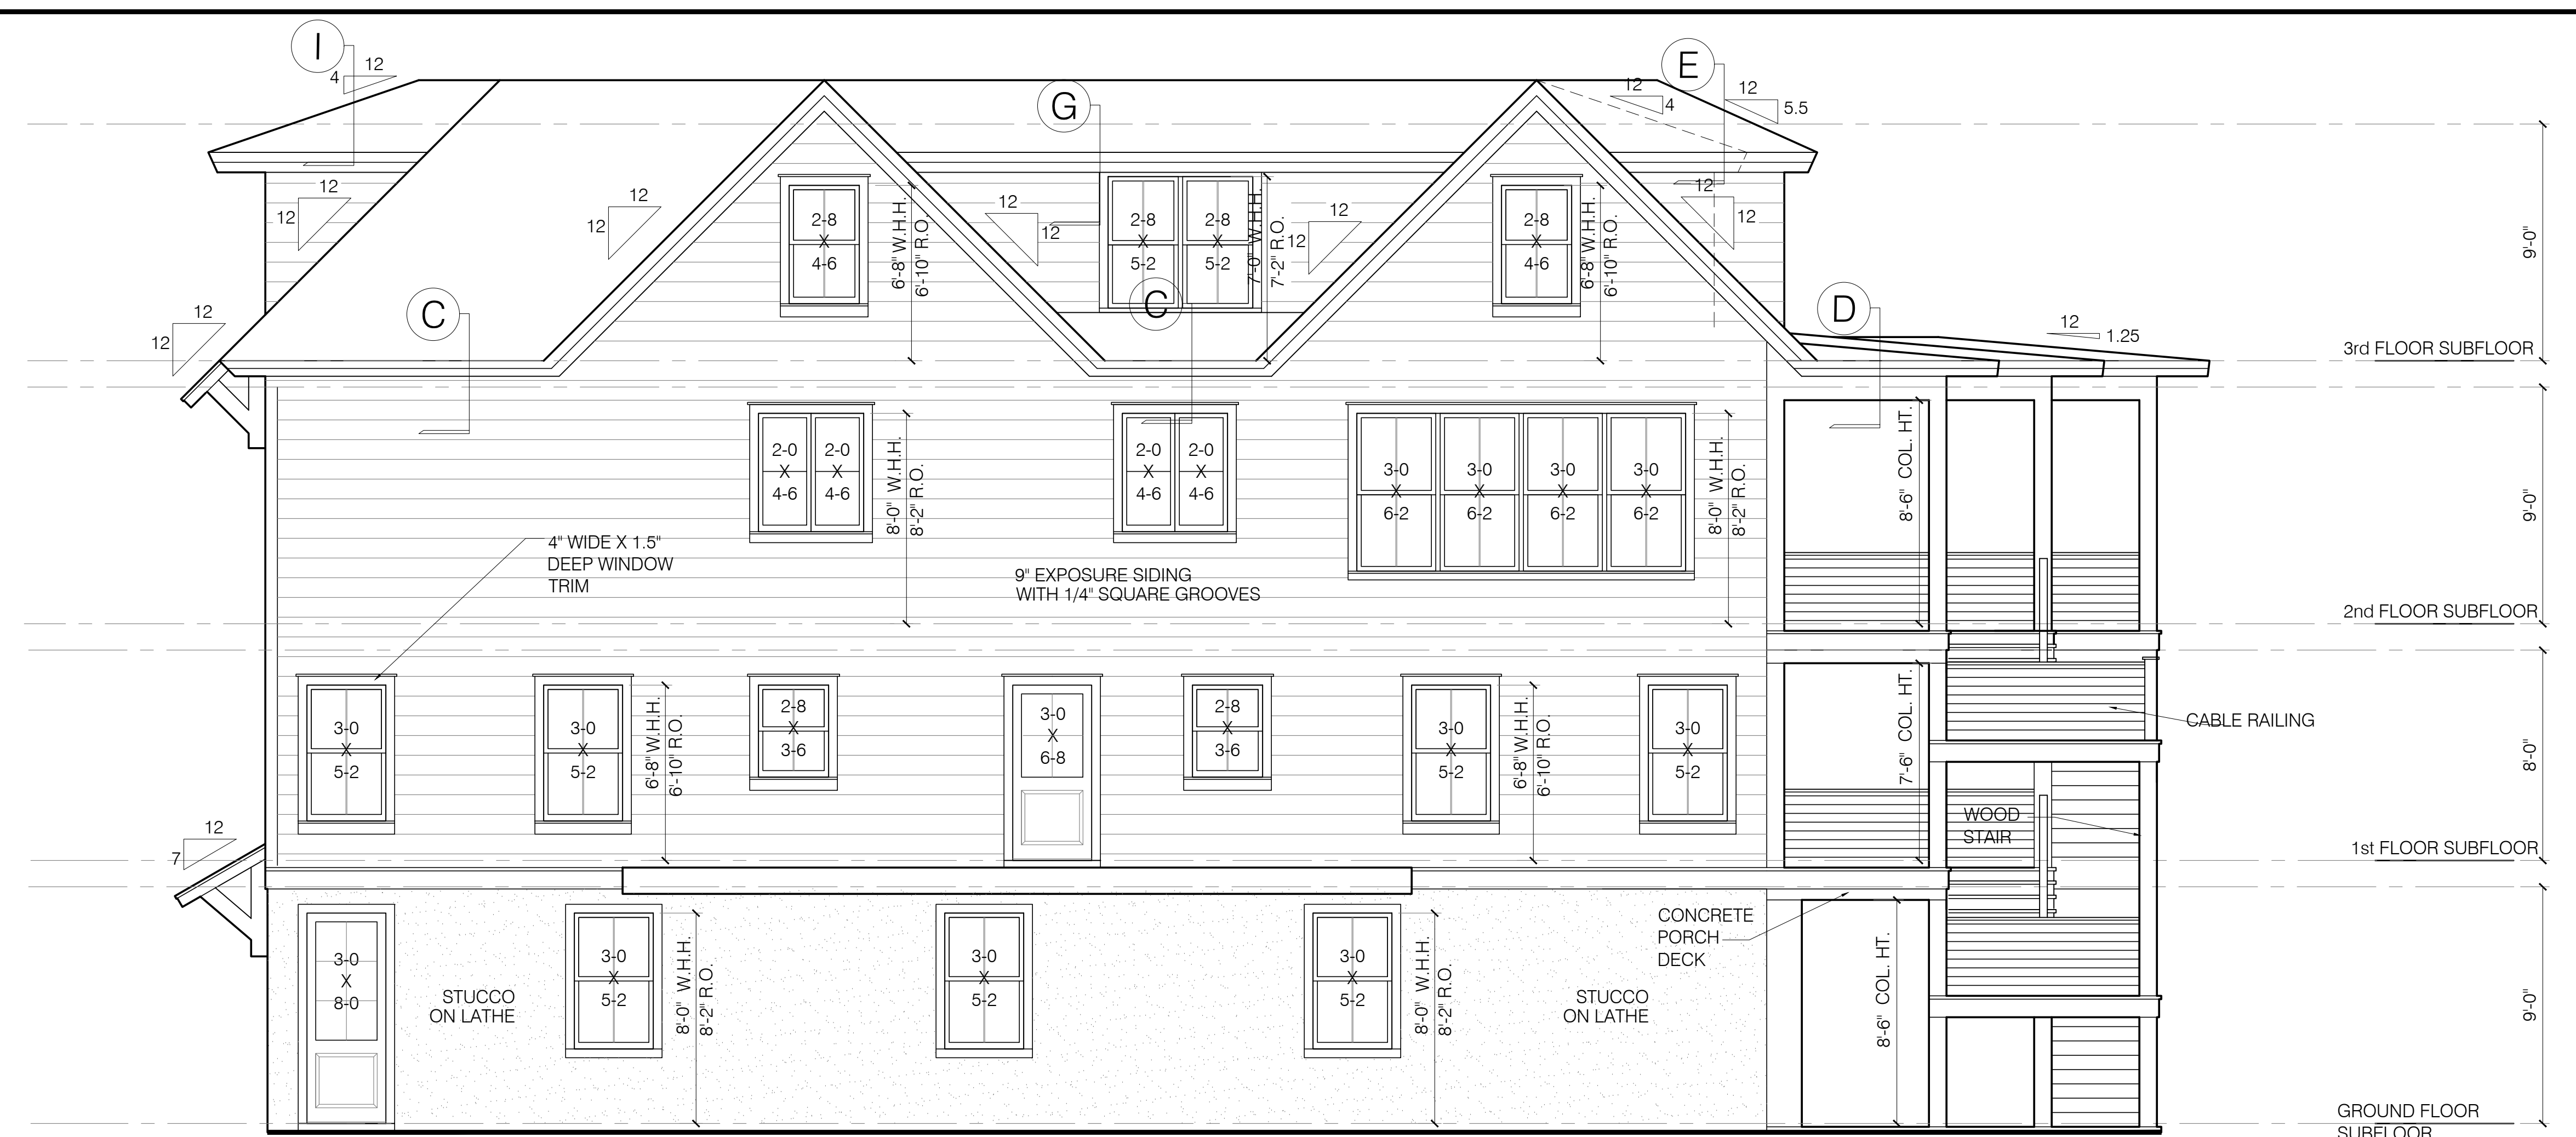 I
12
4
E
12
4
12
5.5
G
12
12
12
12
12
12
12
12
12
12
2-8
X
4-6
6'-8" W.H.H.
6'-10" R.O.
2-8
X
5-2
2-8
X
5-2
7'-0" W.H.H.
7'-2" R.O.
2-8
X
4-6
6'-8" W.H.H.
6'-10" R.O.
9'-0"
12
12
C
C
D
12
1.25
3rd FLOOR SUBFLOOR
2-0
X
4-6
2-0
X
4-6
8'-0" W.H.H.
8'-2" R.O.
2-0
X
4-6
2-0
X
4-6
3-0
X
6-2
3-0
X
6-2
3-0
X
6-2
3-0
X
6-2
8'-0" W.H.H.
8'-2" R.O.
8'-6" COL. HT.
9'-0"
4" WIDE X 1.5"
DEEP WINDOW
TRIM
9" EXPOSURE SIDING
WITH 1/4" SQUARE GROOVES
2nd FLOOR SUBFLOOR
3-0
X
5-2
3-0
X
5-2
6'-8" W.H.H.
6'-10" R.O.
2-8
X
3-6
3-0
X
6-8
2-8
X
3-6
3-0
X
5-2
6'-8" W.H.H.
6'-10" R.O.
3-0
X
5-2
7'-6" COL. HT.
CABLE RAILING
8'-0"
WOOD
STAIR
12
7
1st FLOOR SUBFLOOR
3-0
X
8-0
STUCCO
ON LATHE
3-0
X
5-2
8'-0" W.H.H.
8'-2" R.O.
3-0
X
5-2
3-0
X
5-2
8'-0" W.H.H.
8'-2" R.O.
STUCCO
ON LATHE
CONCRETE
PORCH
DECK
8'-6" COL. HT.
9'-0"
GROUND FLOOR
SUBFLOOR